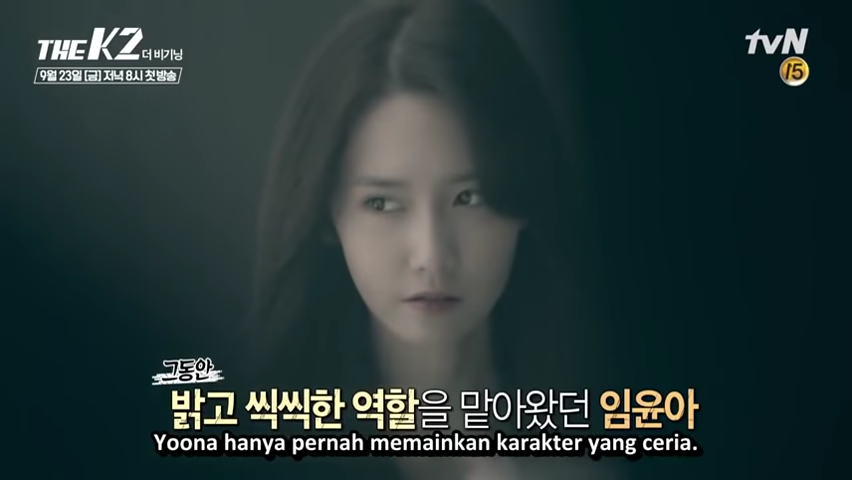 THE K2 더 비기닝
9월 23일 [금] 저녁 8시 첫방송
tvN
15
그동안
밝고 씩씩한 역할을 맡아왔던 임윤아
Yoona hanya pernah memainkan karakter yang ceria.